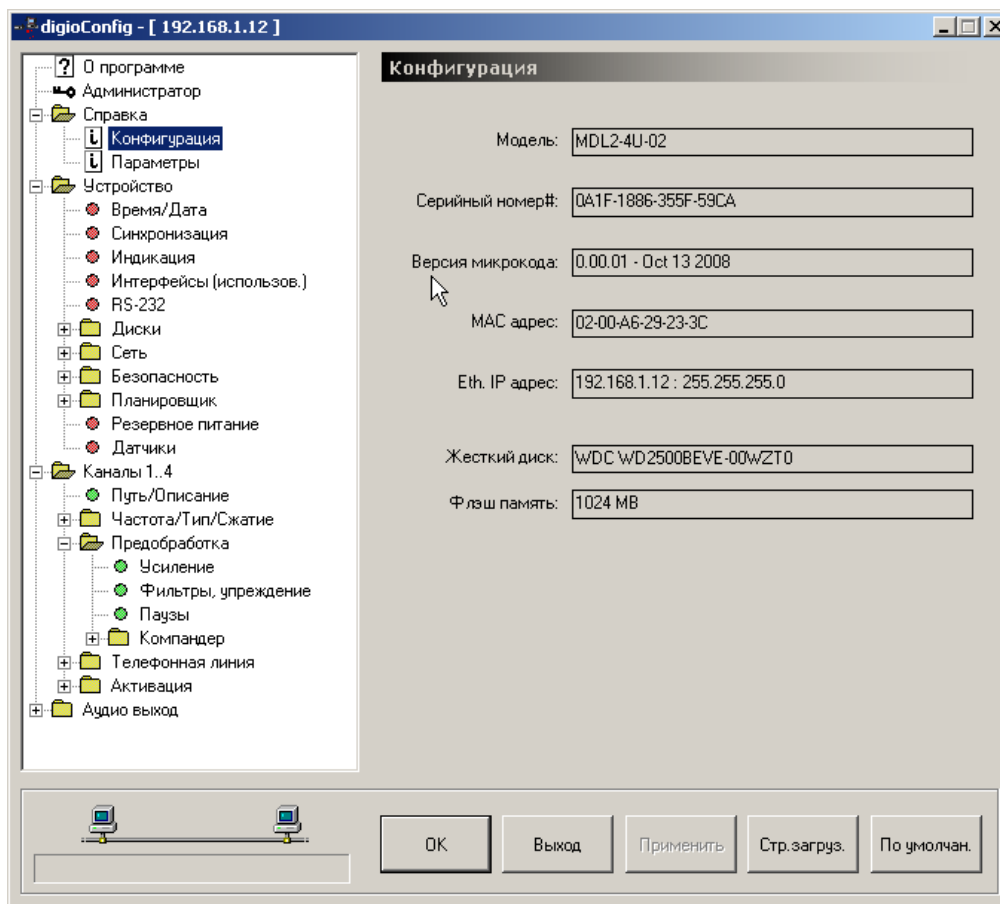 digioConfig - [ 192.168.1.12 ]
О программе
Администратор
Справка
Конфигурация
Параметры
Устройство
Время/Дата
Синхронизация
Индикация
Интерфейсы (использов.)
RS-232
Диски
Сеть
Безопасность
Планировщик
Резервное питание
Датчики
Каналы 1..4
Путь/Описание
Частота/Тип/Сжатие
Предобработка
Усиление
Фильтры, упреждение
Паузы
Компандер
Телефонная линия
Активация
Аудио выход
Конфигурация
Модель: MDL2-4U-02
Серийный номер#: 0A1F-1886-355F-59CA
Версия микрокода: 0.00.01 - Oct 13 2008
MAC адрес: 02-00-A6-29-23-3C
Eth. IP адрес: 192.168.1.12 : 255.255.255.0
Жесткий диск: WDC WD2500BEVE-00WZT0
Флэш память: 1024 MB
OK Выход Применить Стр.загруз. По умолчан.